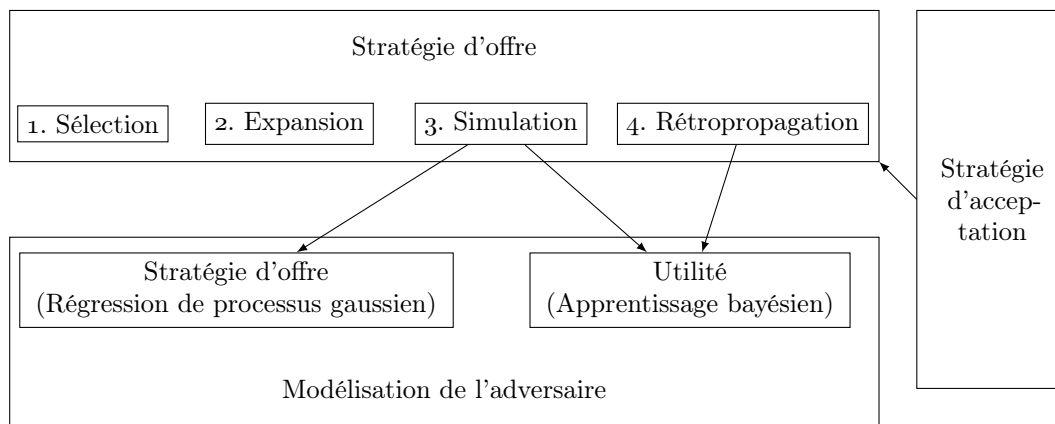 Stratégie d'offre
1. Sélection
2. Expansion
3. Simulation
4. Rétropropagation
Stratégie
d'accep-
tation
Stratégie d'offre
(Régression de processus gaussien)
Utilité
(Apprentissage bayésien)
Modélisation de l'adversaire